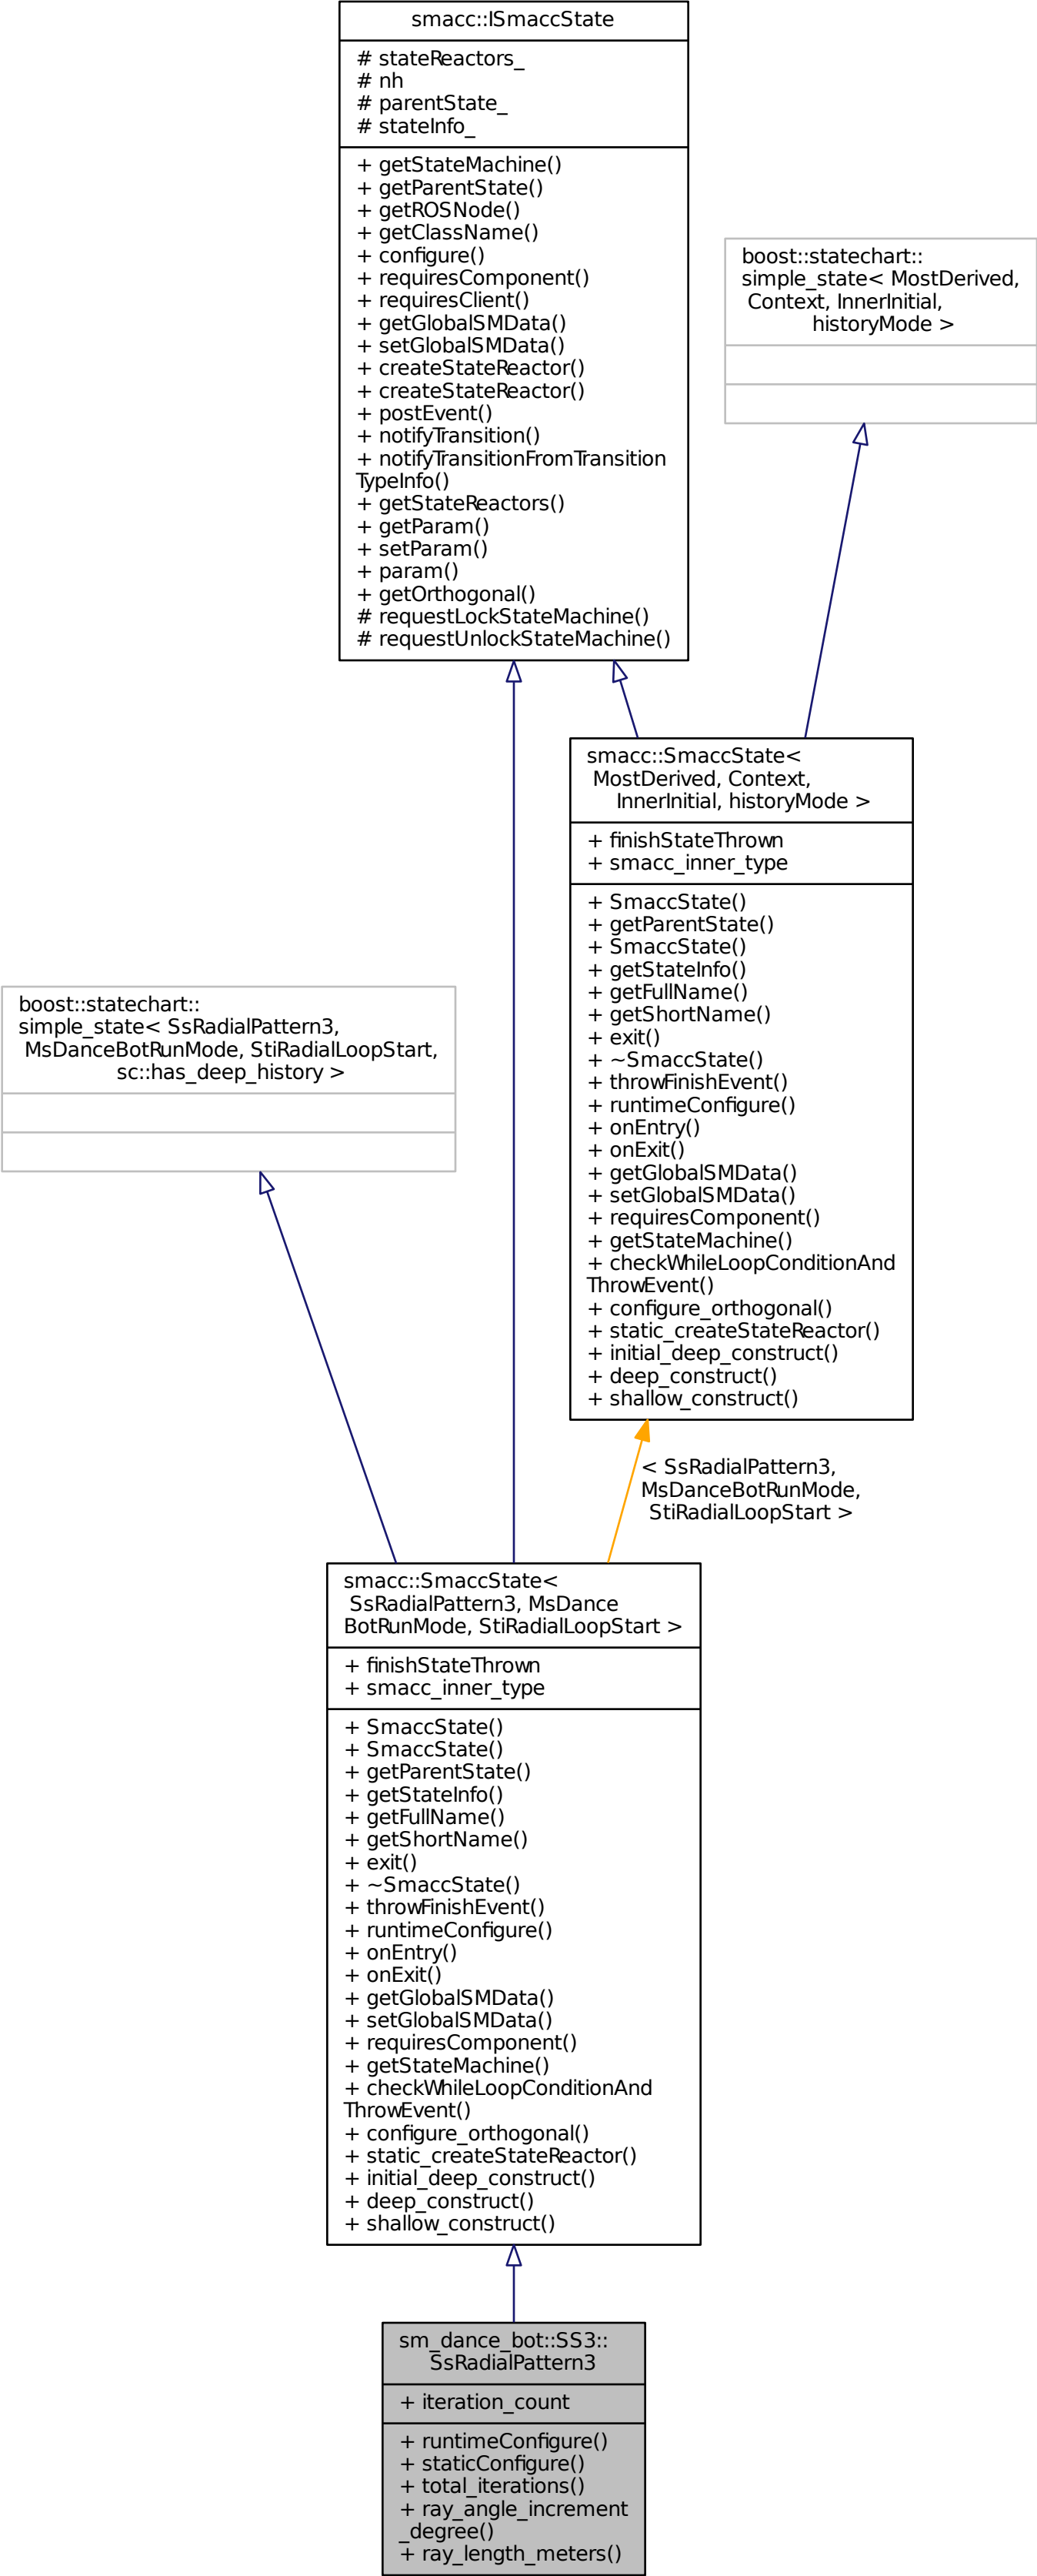 smacc::ISmaccState
# stateReactors_
# nh
# parentState_
# stateInfo_
+ getStateMachine()
+ getParentState()
+ getROSNode()
+ getClassName()
+ configure()
+ requiresComponent()
+ requiresClient()
+ getGlobalSMData()
+ setGlobalSMData()
+ createStateReactor()
+ createStateReactor()
+ postEvent()
+ notifyTransition()
+ notifyTransitionFromTransition
TypeInfo()
+ getStateReactors()
+ getParam()
+ setParam()
+ param()
+ getOrthogonal()
# requestLockStateMachine()
# requestUnlockStateMachine()
boost::statechart::
simple_state< MostDerived,
Context, InnerInitial,
historyMode >
smacc::SmaccState<
MostDerived, Context,
InnerInitial, historyMode >
+ finishStateThrown
+ smacc_inner_type
+ SmaccState()
+ getParentState()
+ SmaccState()
+ getStateInfo()
+ getFullName()
+ getShortName()
+ exit()
+ ~SmaccState()
+ throwFinishEvent()
+ runtimeConfigure()
+ onEntry()
+ onExit()
+ getGlobalSMData()
+ setGlobalSMData()
+ requiresComponent()
+ getStateMachine()
+ checkWhileLoopConditionAnd
ThrowEvent()
+ configure_orthogonal()
+ static_createStateReactor()
+ initial_deep_construct()
+ deep_construct()
+ shallow_construct()
boost::statechart::
simple_state< SsRadialPattern3,
MsDanceBotRunMode, StiRadialLoopStart,
sc::has_deep_history >
< SsRadialPattern3,
MsDanceBotRunMode,
StiRadialLoopStart >
smacc::SmaccState<
SsRadialPattern3, MsDance
BotRunMode, StiRadialLoopStart >
+ finishStateThrown
+ smacc_inner_type
+ SmaccState()
+ SmaccState()
+ getParentState()
+ getStateInfo()
+ getFullName()
+ getShortName()
+ exit()
+ ~SmaccState()
+ throwFinishEvent()
+ runtimeConfigure()
+ onEntry()
+ onExit()
+ getGlobalSMData()
+ setGlobalSMData()
+ requiresComponent()
+ getStateMachine()
+ checkWhileLoopConditionAnd
ThrowEvent()
+ configure_orthogonal()
+ static_createStateReactor()
+ initial_deep_construct()
+ deep_construct()
+ shallow_construct()
sm_dance_bot::SS3::
SsRadialPattern3
+ iteration_count
+ runtimeConfigure()
+ staticConfigure()
+ total_iterations()
+ ray_angle_increment
_degree()
+ ray_length_meters()